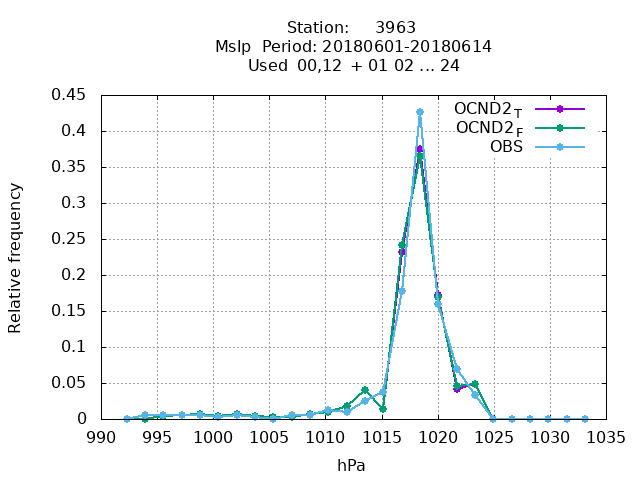 Station: 3963
Mslp Period: 20180601-20180614
Used 00,12 + 01 02 ... 24
0.45
OCND2T
0.4
OCND2F
OBS
0.35
0.3
0.25
0.2
0.15
0.1
0.05
0
Relative frequency
990 995 1000 1005 1010 1015 1020 1025 1030 1035
hPa